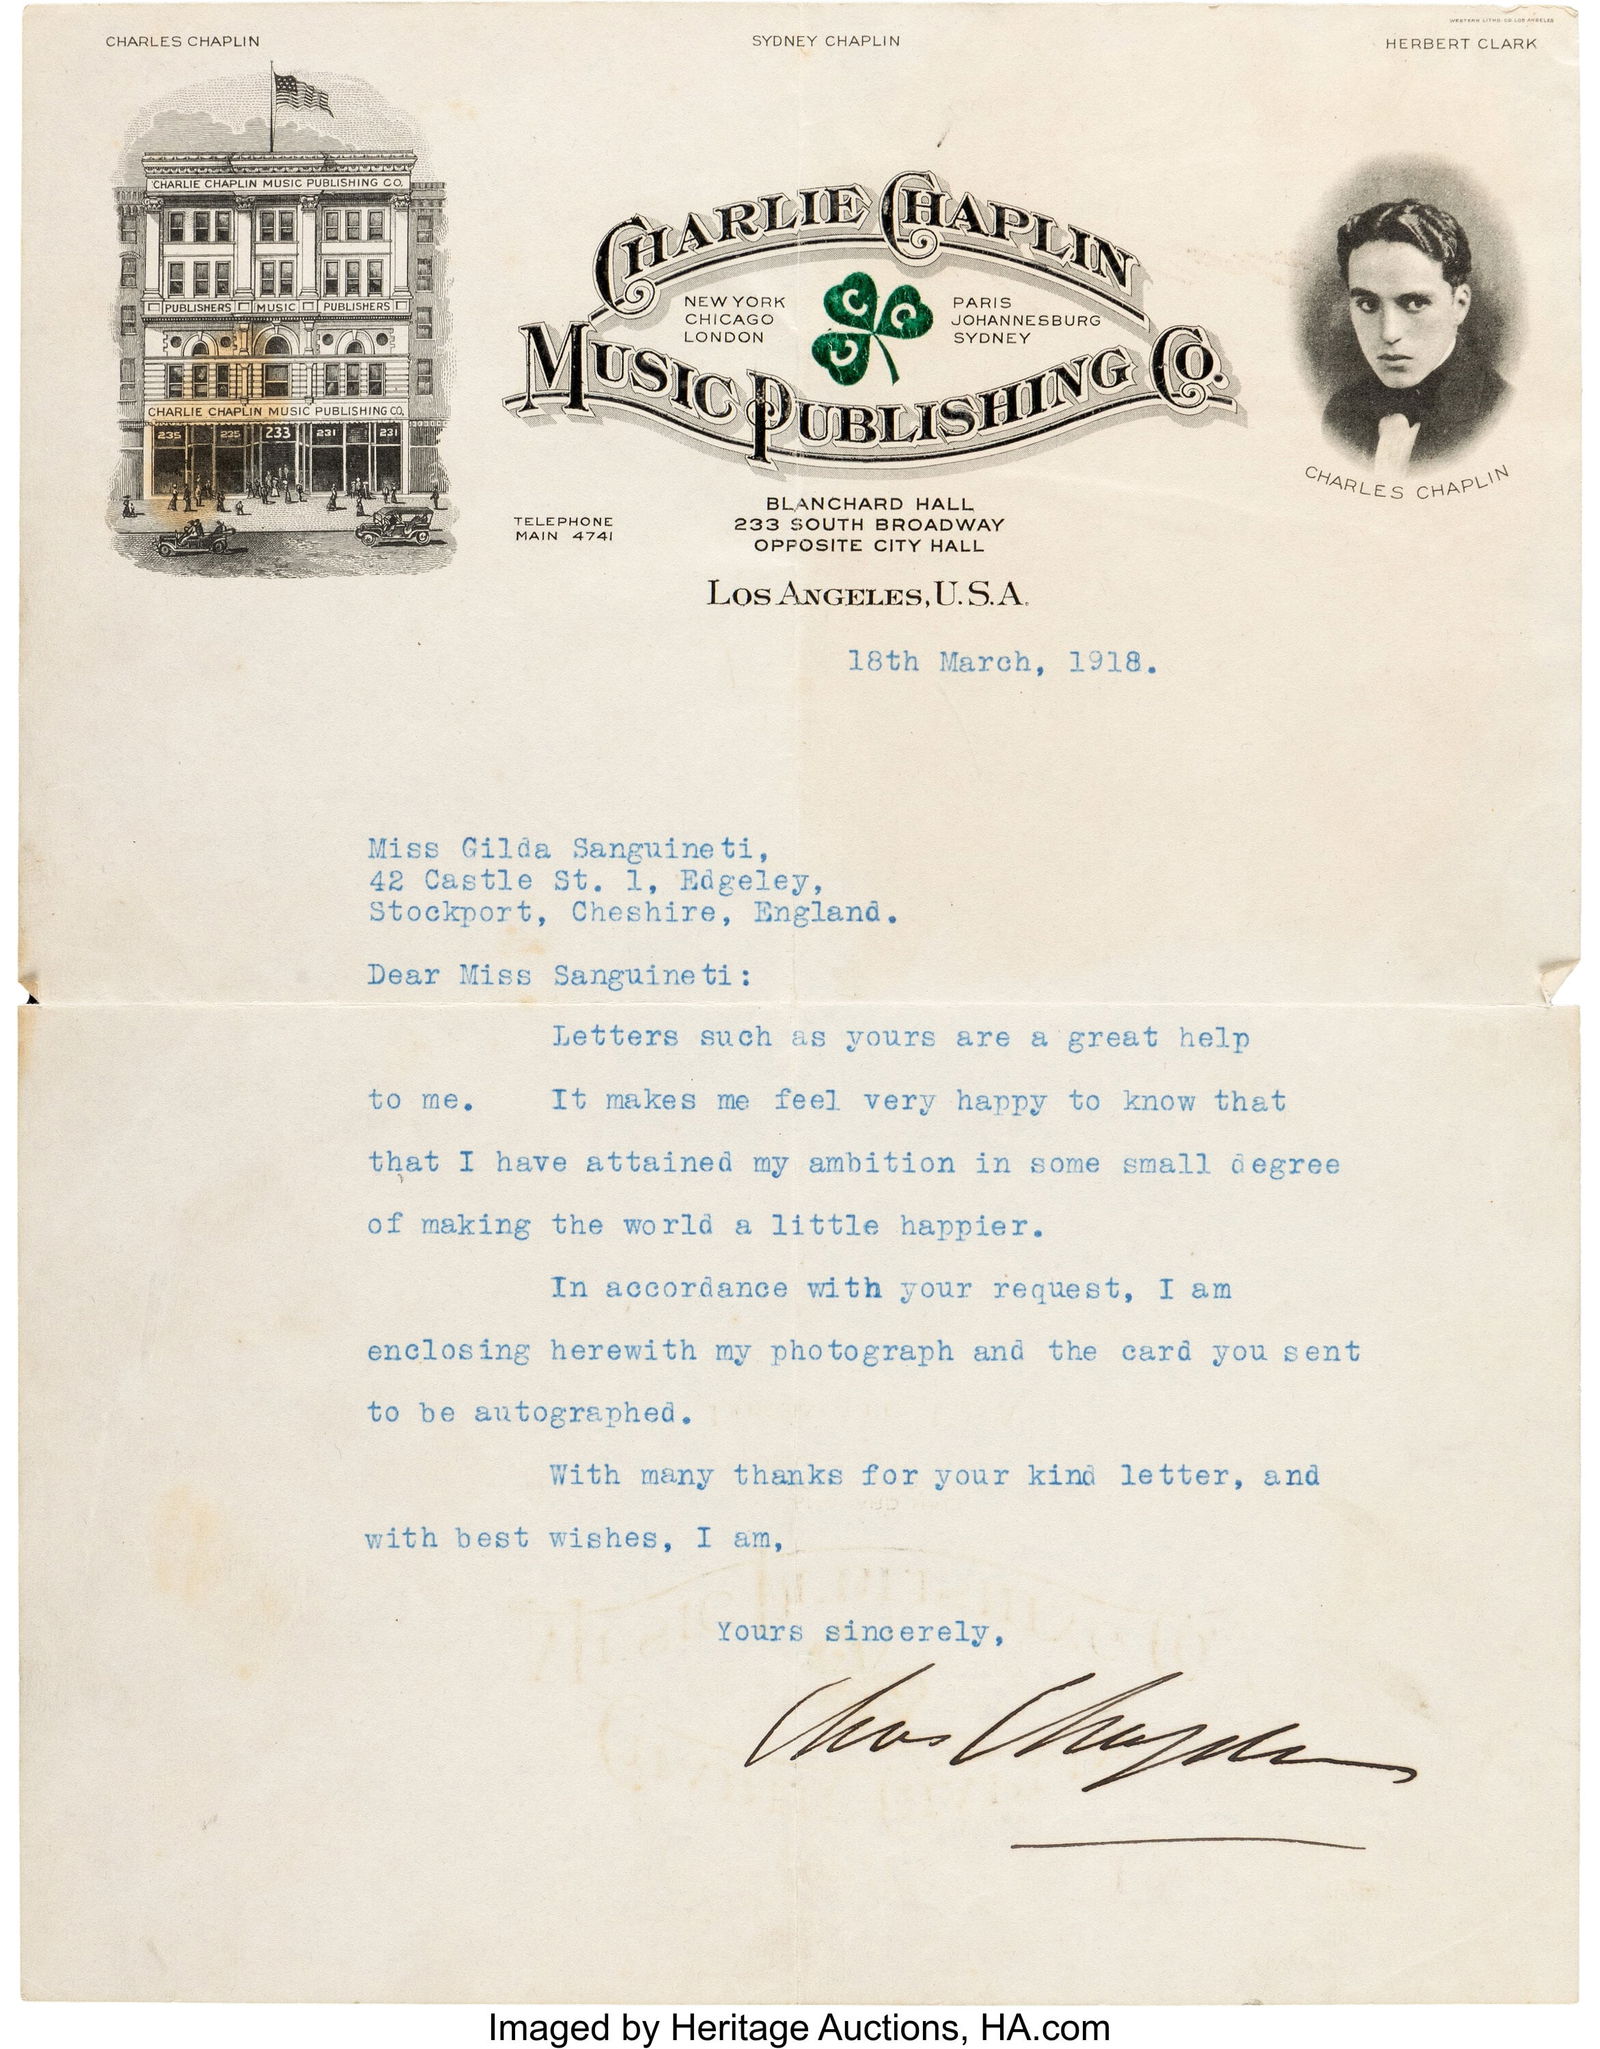 WESTERN LITHO. CO. LOS ANGELES
CHARLES CHAPLIN
SYDNEY CHAPLIN
HERBERT CLARK
CHARLIE CHAPLIN MUSIC PUBLISHING CO.
PUBLISHERS MUSIC PUBLISHERS
CHARLIE CHAPLIN MUSIC PUBLISHING CO.
235 235 233 231 231
CHARLIE CHAPLIN
NEW YORK
CHICAGO
LONDON
C C C
PARIS
JOHANNESBURG
SYDNEY
MUSIC PUBLISHING CO.
CHARLES CHAPLIN
TELEPHONE
MAIN 4741
BLANCHARD HALL
233 SOUTH BROADWAY
OPPOSITE CITY HALL
LOS ANGELES, U.S.A.
18th March, 1918.
Miss Gilda Sanguineti,
42 Castle St. 1, Edgeley,
Stockport, Cheshire, England.
Dear Miss Sanguineti:
Letters such as yours are a great help
to me. It makes me feel very happy to know that
that I have attained my ambition in some small degree
of making the world a little happier.
In accordance with your request, I am
enclosing herewith my photograph and the card you sent
to be autographed.
With many thanks for your kind letter, and
with best wishes, I am,
Yours sincerely,
Chas Chaplin
Imaged by Heritage Auctions, HA.com